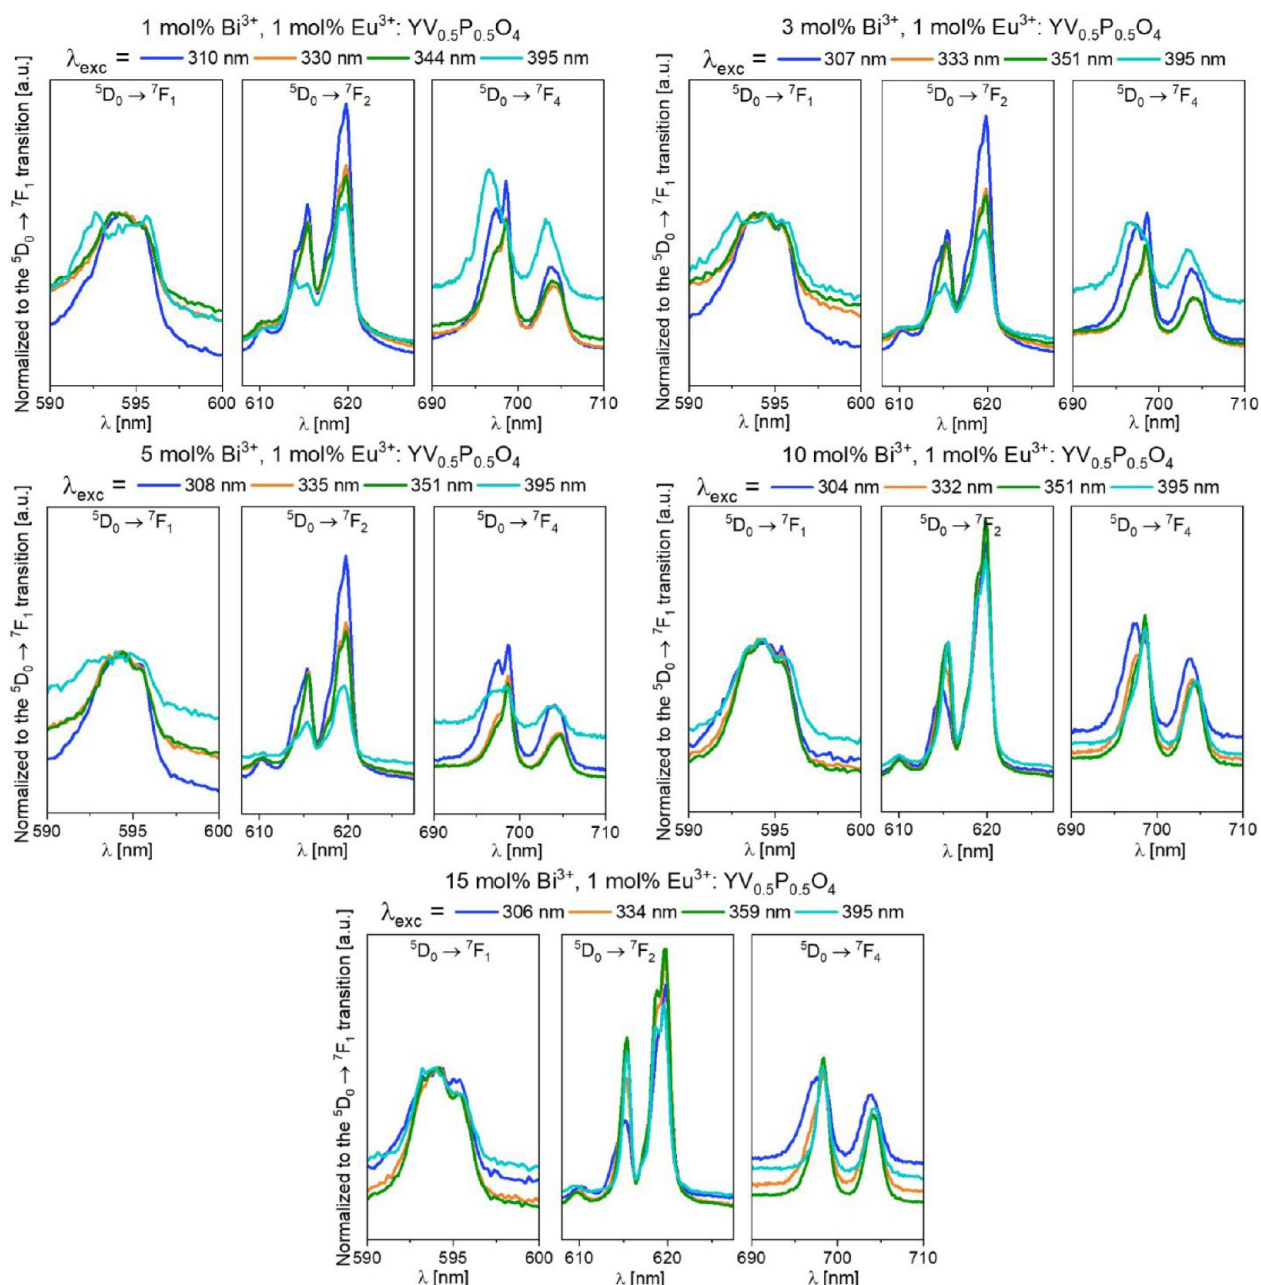 1 mol% Bi³⁺, 1 mol% Eu³⁺: YV₀.₅P₀.₅O₄
λexc = 310 nm 330 nm 344 nm 395 nm
Normalized to the ⁵D₀ → ⁷F₁ transition [a.u.]
⁵D₀ → ⁷F₁ ⁵D₀ → ⁷F₂ ⁵D₀ → ⁷F₄
590 595 600 610 620 690 700 710
λ [nm] λ [nm] λ [nm]
3 mol% Bi³⁺, 1 mol% Eu³⁺: YV₀.₅P₀.₅O₄
λexc = 307 nm 333 nm 351 nm 395 nm
Normalized to the ⁵D₀ → ⁷F₁ transition [a.u.]
⁵D₀ → ⁷F₁ ⁵D₀ → ⁷F₂ ⁵D₀ → ⁷F₄
590 595 600 610 620 690 700 710
λ [nm] λ [nm] λ [nm]
5 mol% Bi³⁺, 1 mol% Eu³⁺: YV₀.₅P₀.₅O₄
λexc = 308 nm 335 nm 351 nm 395 nm
Normalized to the ⁵D₀ → ⁷F₁ transition [a.u.]
⁵D₀ → ⁷F₁ ⁵D₀ → ⁷F₂ ⁵D₀ → ⁷F₄
590 595 600 610 620 690 700 710
λ [nm] λ [nm] λ [nm]
10 mol% Bi³⁺, 1 mol% Eu³⁺: YV₀.₅P₀.₅O₄
λexc = 304 nm 332 nm 351 nm 395 nm
Normalized to the ⁵D₀ → ⁷F₁ transition [a.u.]
⁵D₀ → ⁷F₁ ⁵D₀ → ⁷F₂ ⁵D₀ → ⁷F₄
590 595 600 610 620 690 700 710
λ [nm] λ [nm] λ [nm]
15 mol% Bi³⁺, 1 mol% Eu³⁺: YV₀.₅P₀.₅O₄
λexc = 306 nm 334 nm 359 nm 395 nm
Normalized to the ⁵D₀ → ⁷F₁ transition [a.u.]
⁵D₀ → ⁷F₁ ⁵D₀ → ⁷F₂ ⁵D₀ → ⁷F₄
590 595 600 610 620 690 700 710
λ [nm] λ [nm] λ [nm]